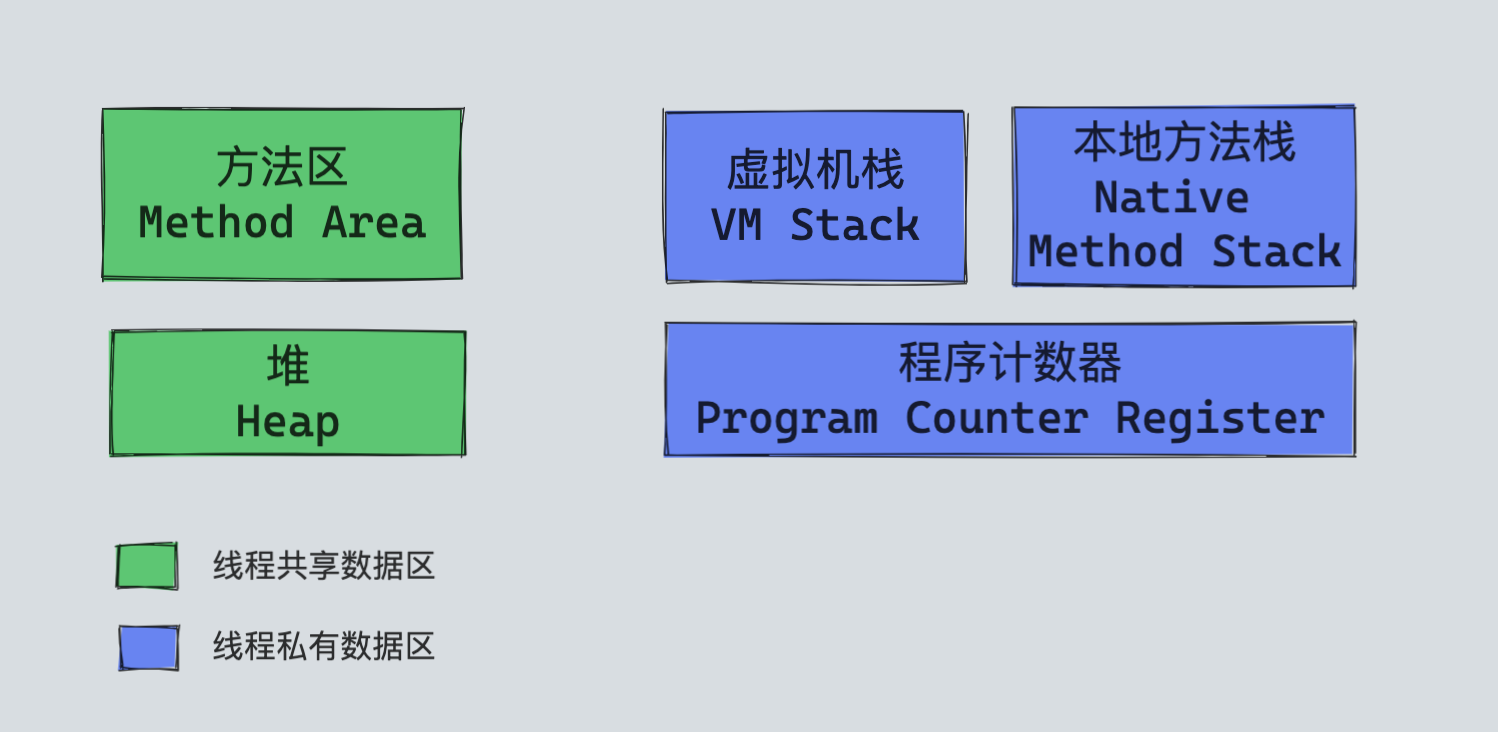 方法区
Method Area
虚拟机栈
VM Stack
本地方法栈
Native
Method Stack
堆
Heap
程序计数器
Program Counter Register
线程共享数据区
线程私有数据区